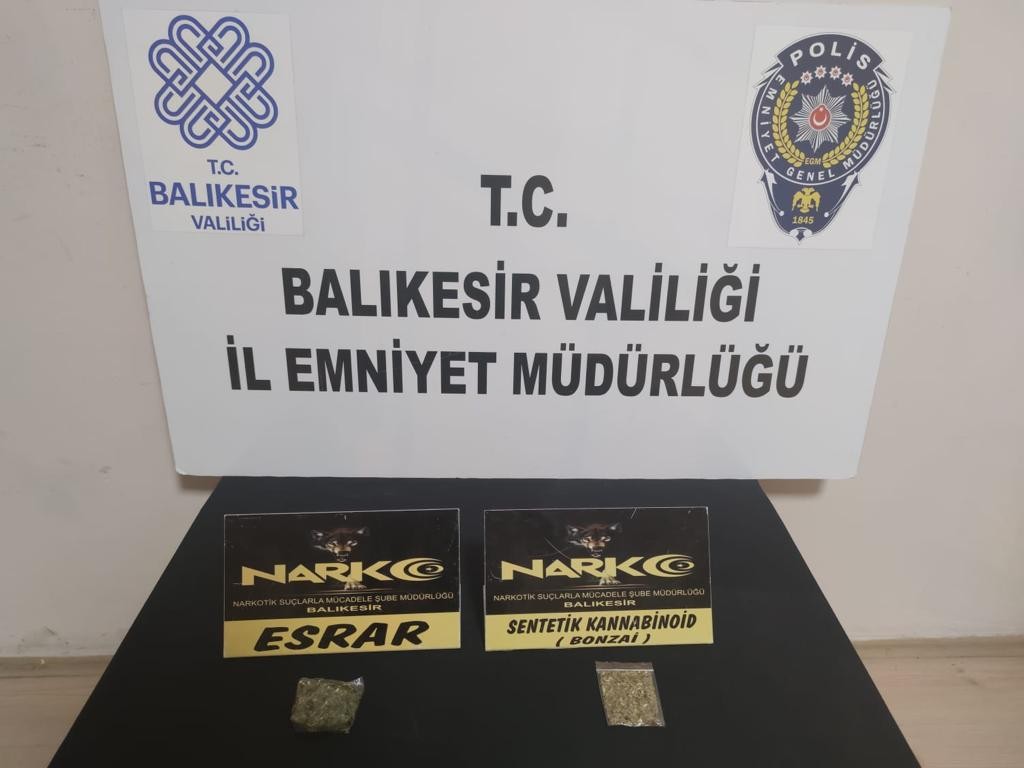 T.C.
BALIKESİR
VALİLİĞİ
POLİS
EMNİYET GENEL MÜDÜRLÜĞÜ
EGM
1845
T.C.
BALIKESİR VALİLİĞİ
İL EMNİYET MÜDÜRLÜĞÜ
NARKO
NARKOTİK SUÇLARLA MÜCADELE ŞUBE MÜDÜRLÜĞÜ
BALIKESİR
ESRAR
NARKO
NARKOTİK SUÇLARLA MÜCADELE ŞUBE MÜDÜRLÜĞÜ
BALIKESİR
SENTETİK KANNABİNOİD
( BONZAİ )